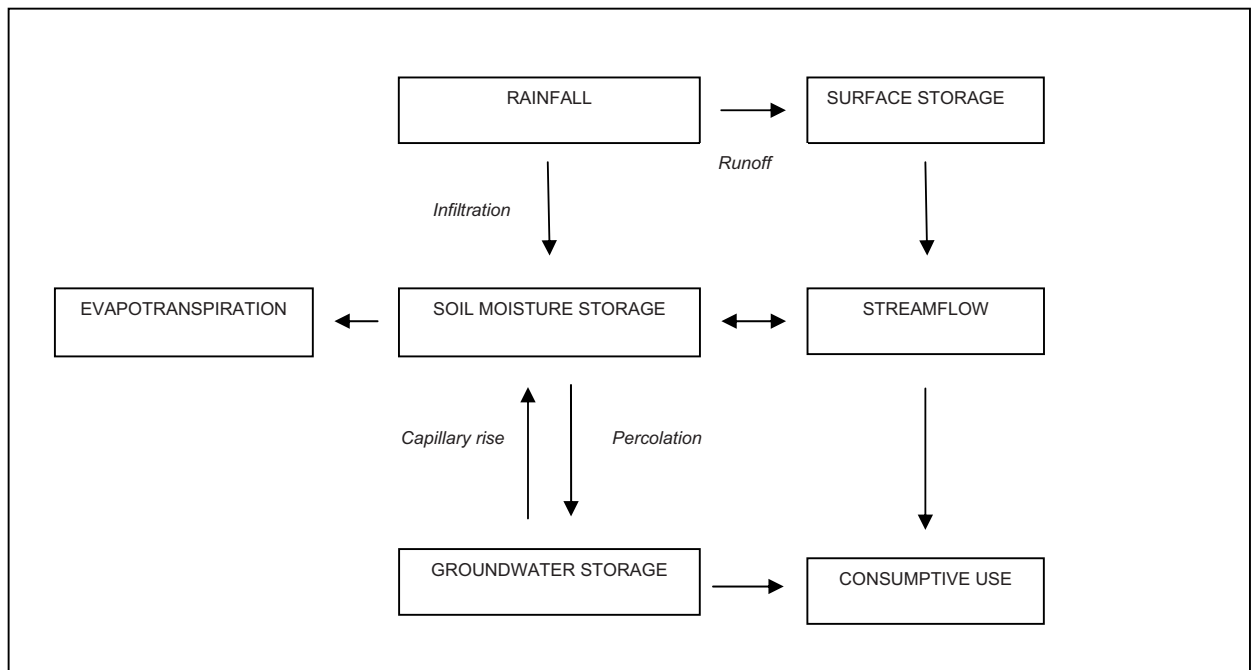 RAINFALL
SURFACE STORAGE
Runoff
Infiltration
EVAPOTRANSPIRATION
SOIL MOISTURE STORAGE
STREAMFLOW
Capillary rise
Percolation
GROUNDWATER STORAGE
CONSUMPTIVE USE